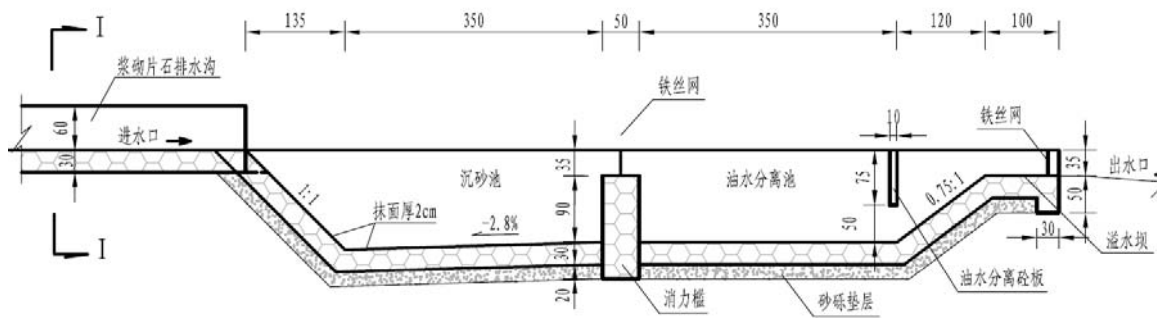 I
135
350
50
350
120
100
浆砌片石排水沟
铁丝网
10
铁丝网
60
进水口
30
35
沉砂池
油水分离池
75
35
出水口
50
1:1
抹面厚2cm
-2.8%
90
50
0.75:1
30
溢水坝
I
30
20
消力槛
砂砾垫层
油水分离砼板